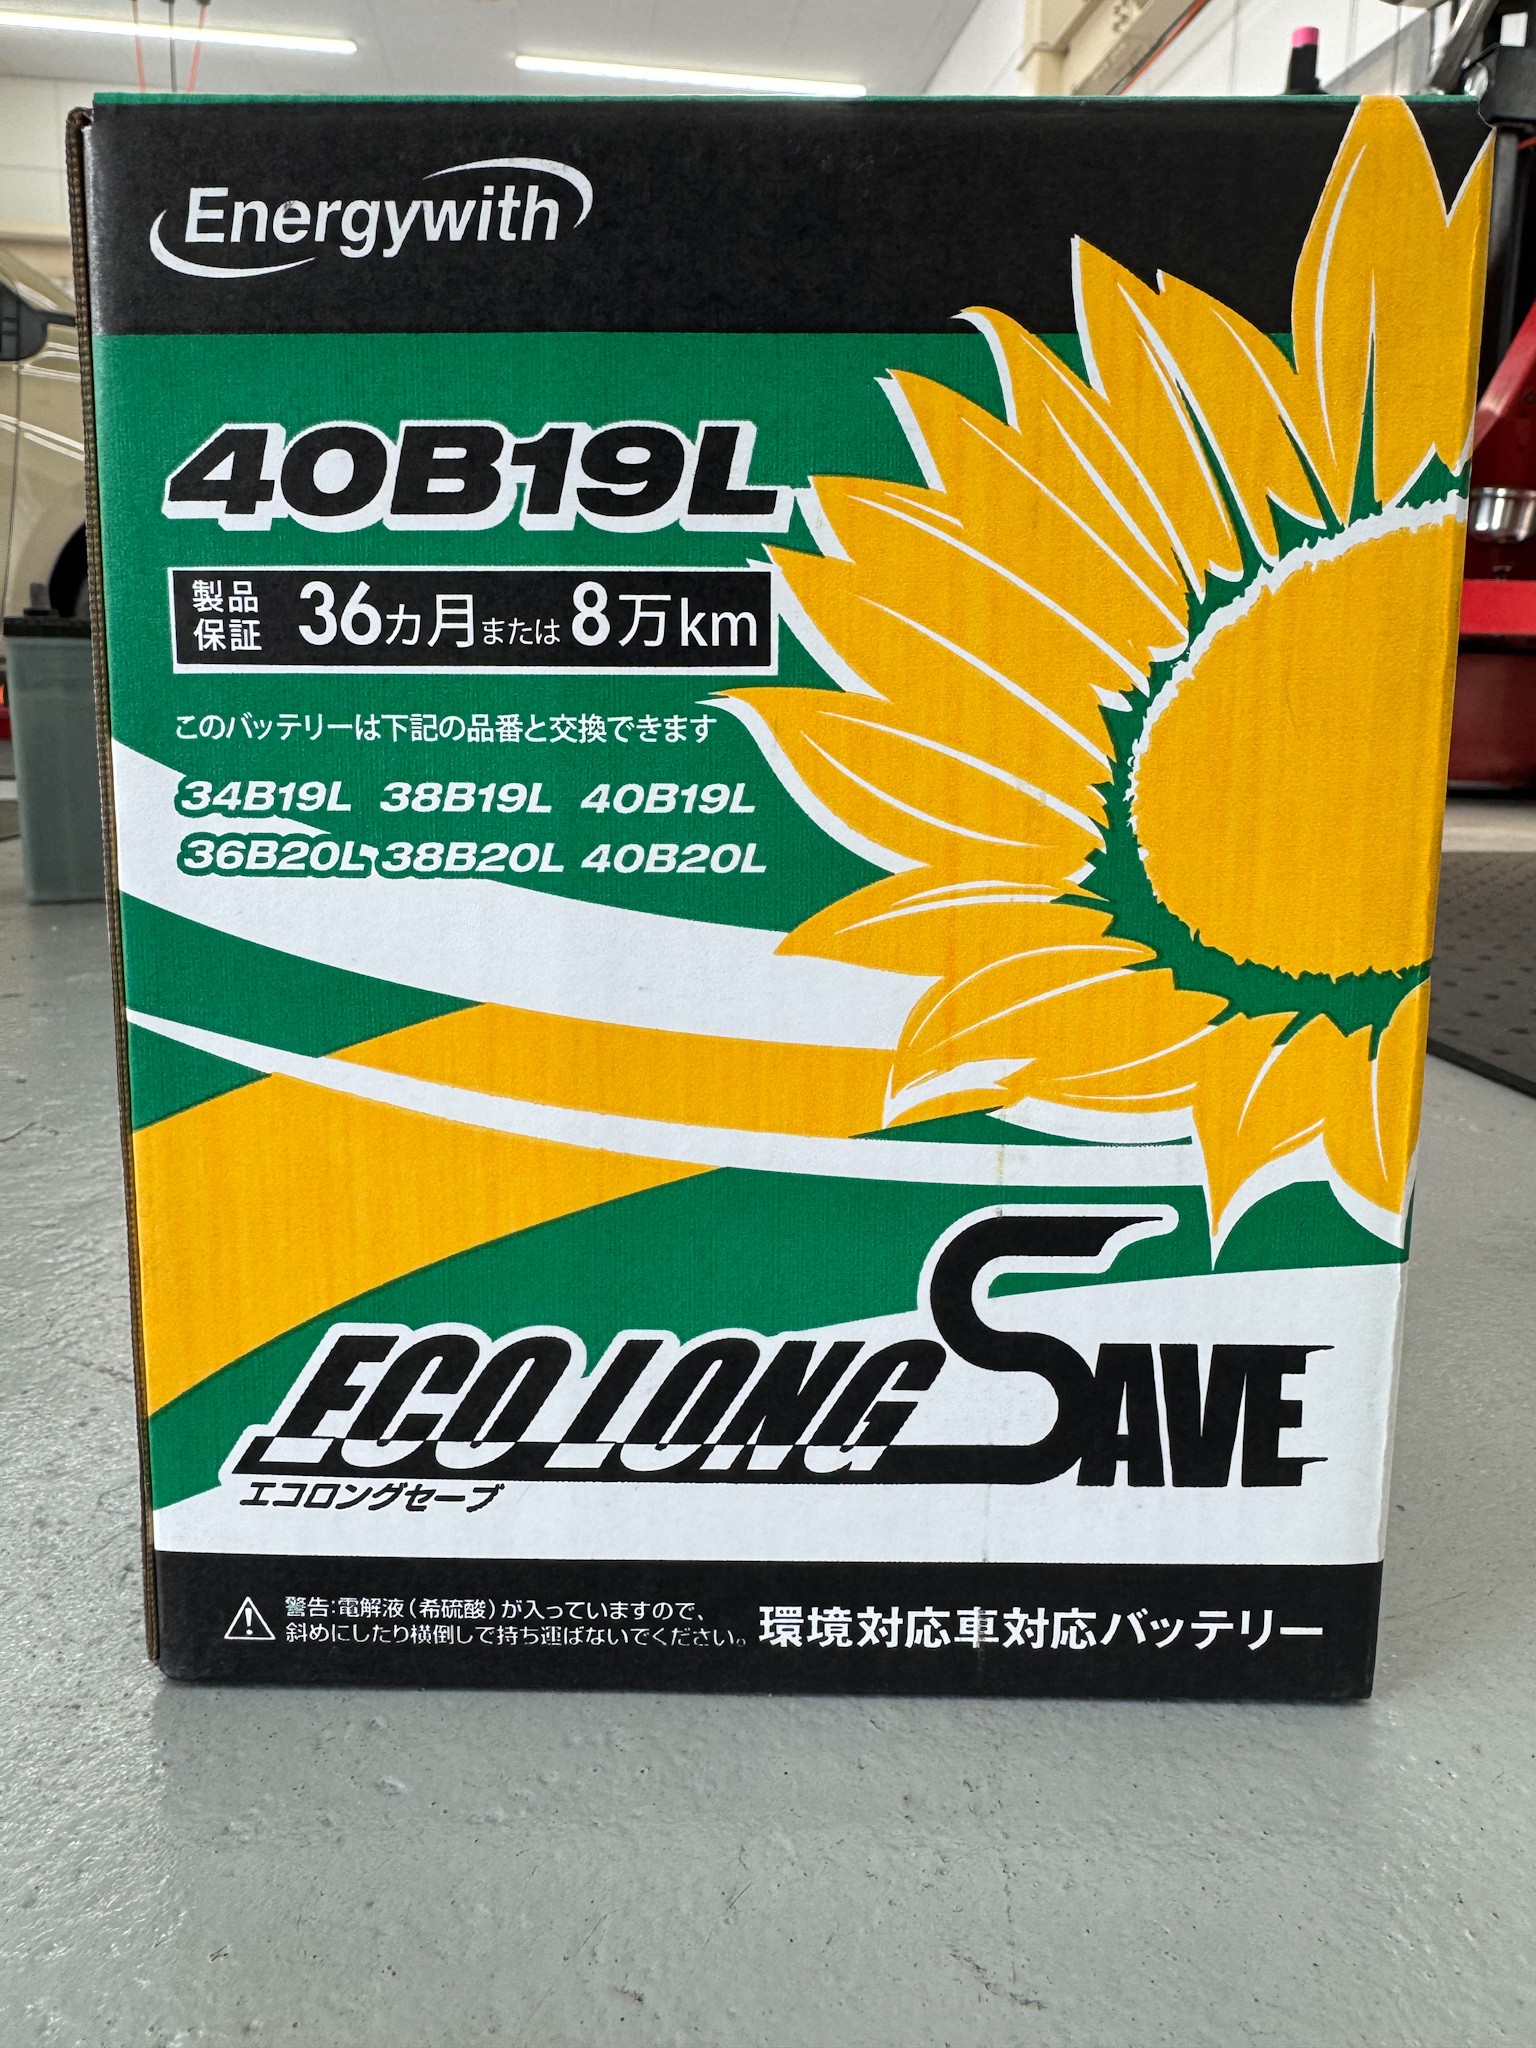 Energywith
40B19L
製品保証 36カ月または8万km
このバッテリーは下記の品番と交換できます
34B19L 38B19L 40B19L
36B20L 38B20L 40B20L
ECO LONG SAVE
エコロングセーブ
警告:電解液(希硫酸)が入っていますので、
斜めにしたり横倒しで持ち運ばないでください。
環境対応車対応バッテリー